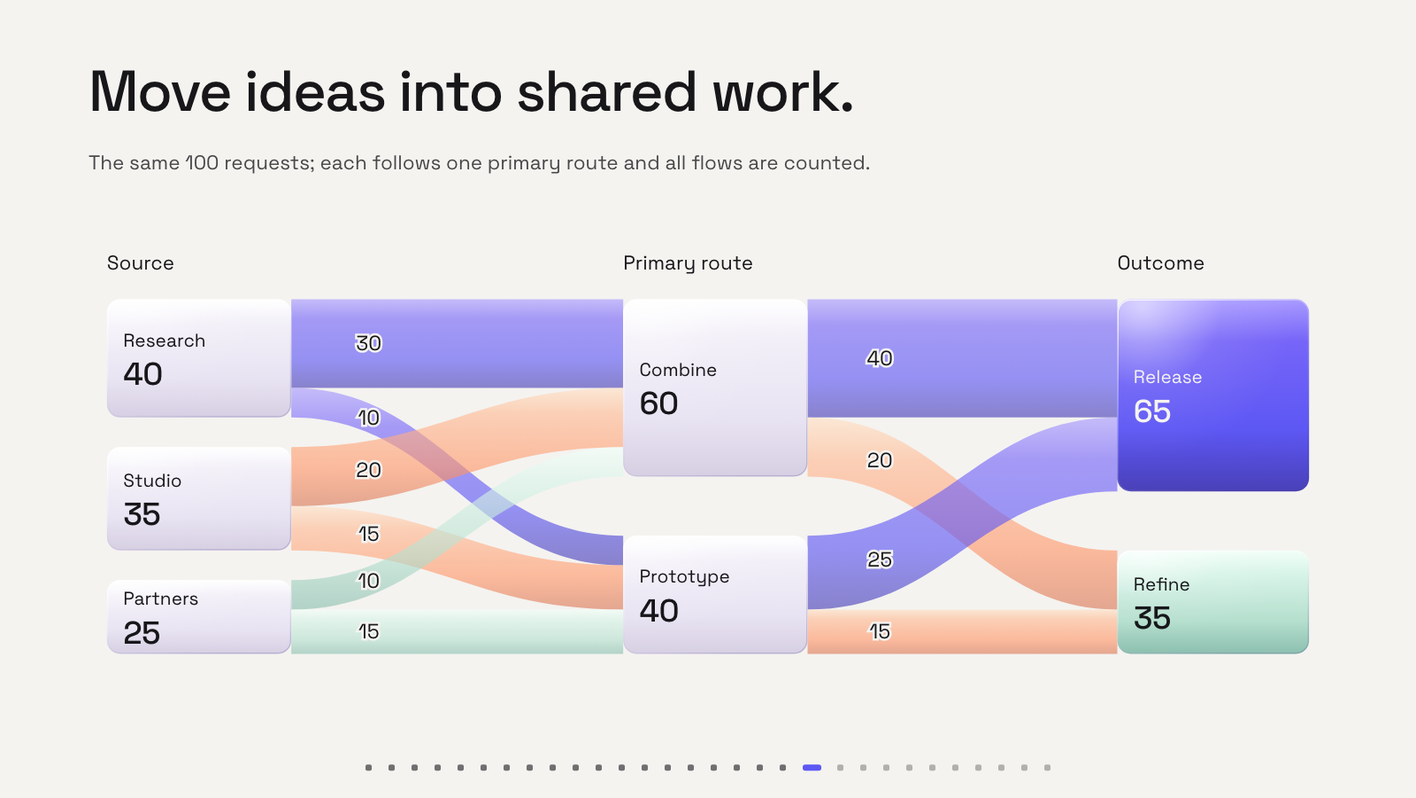 Move ideas into shared work.
The same 100 requests; each follows one primary route and all flows are counted.
Source
Primary route
Outcome
Research
40
Studio
35
Partners
25
30
10
20
15
10
15
Combine
60
Prototype
40
40
20
25
15
Release
65
Refine
35